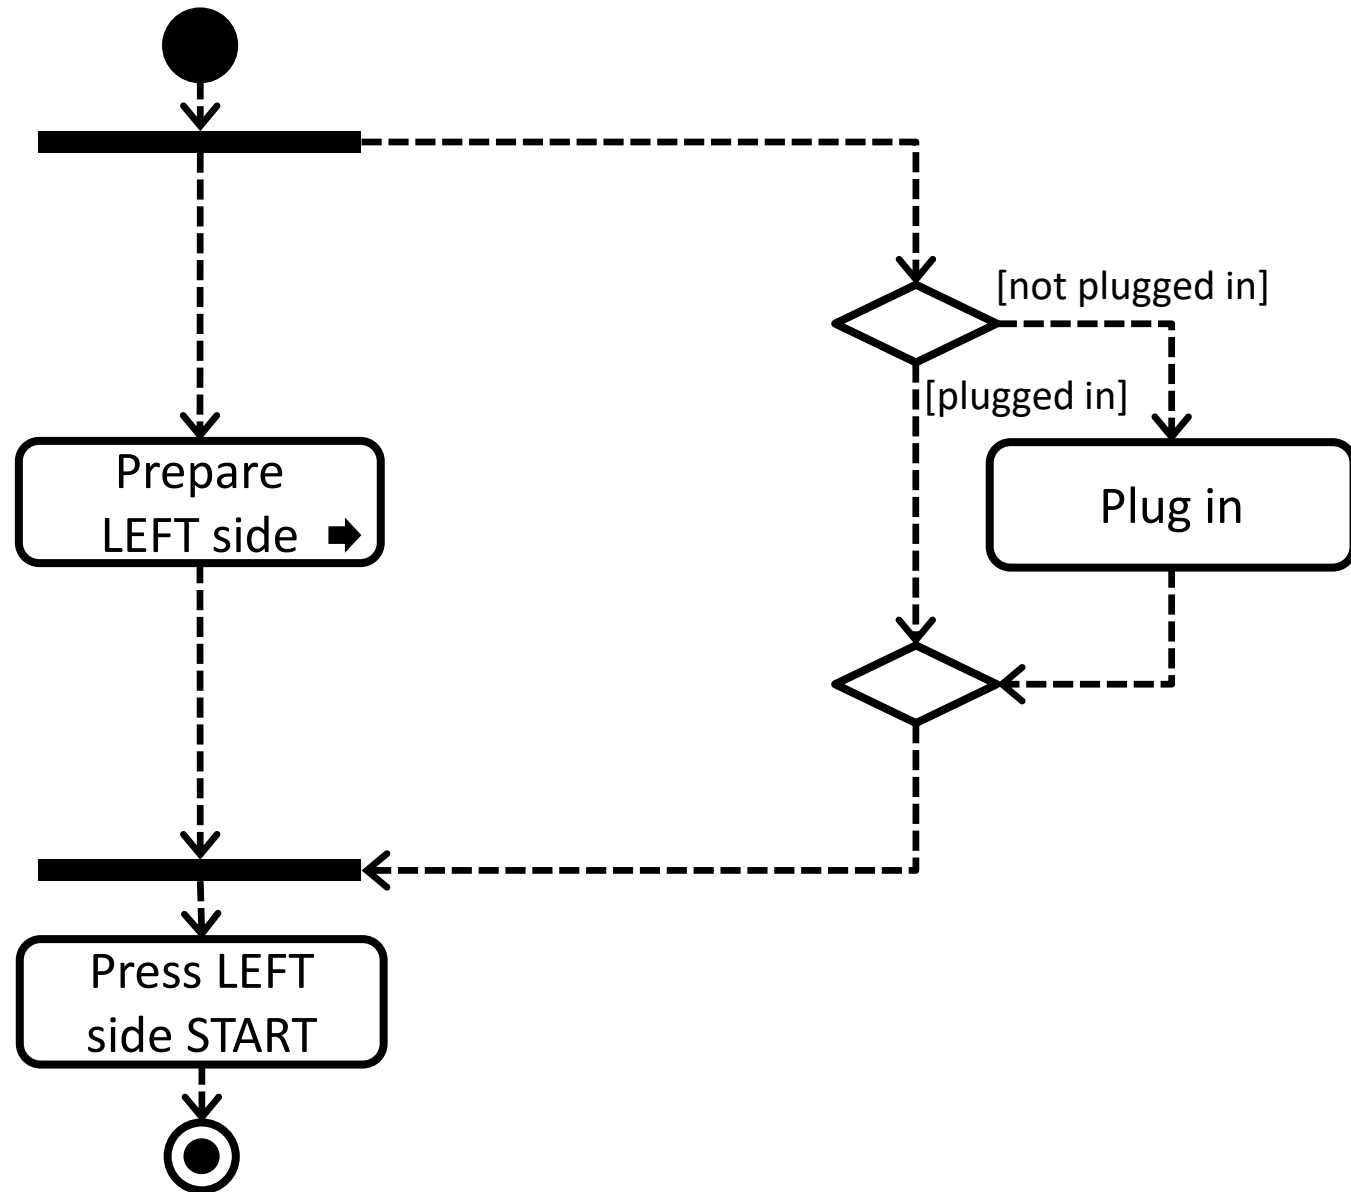 [not plugged in]
[plugged in]
Prepare
LEFT side
Plug in
Press LEFT
side START